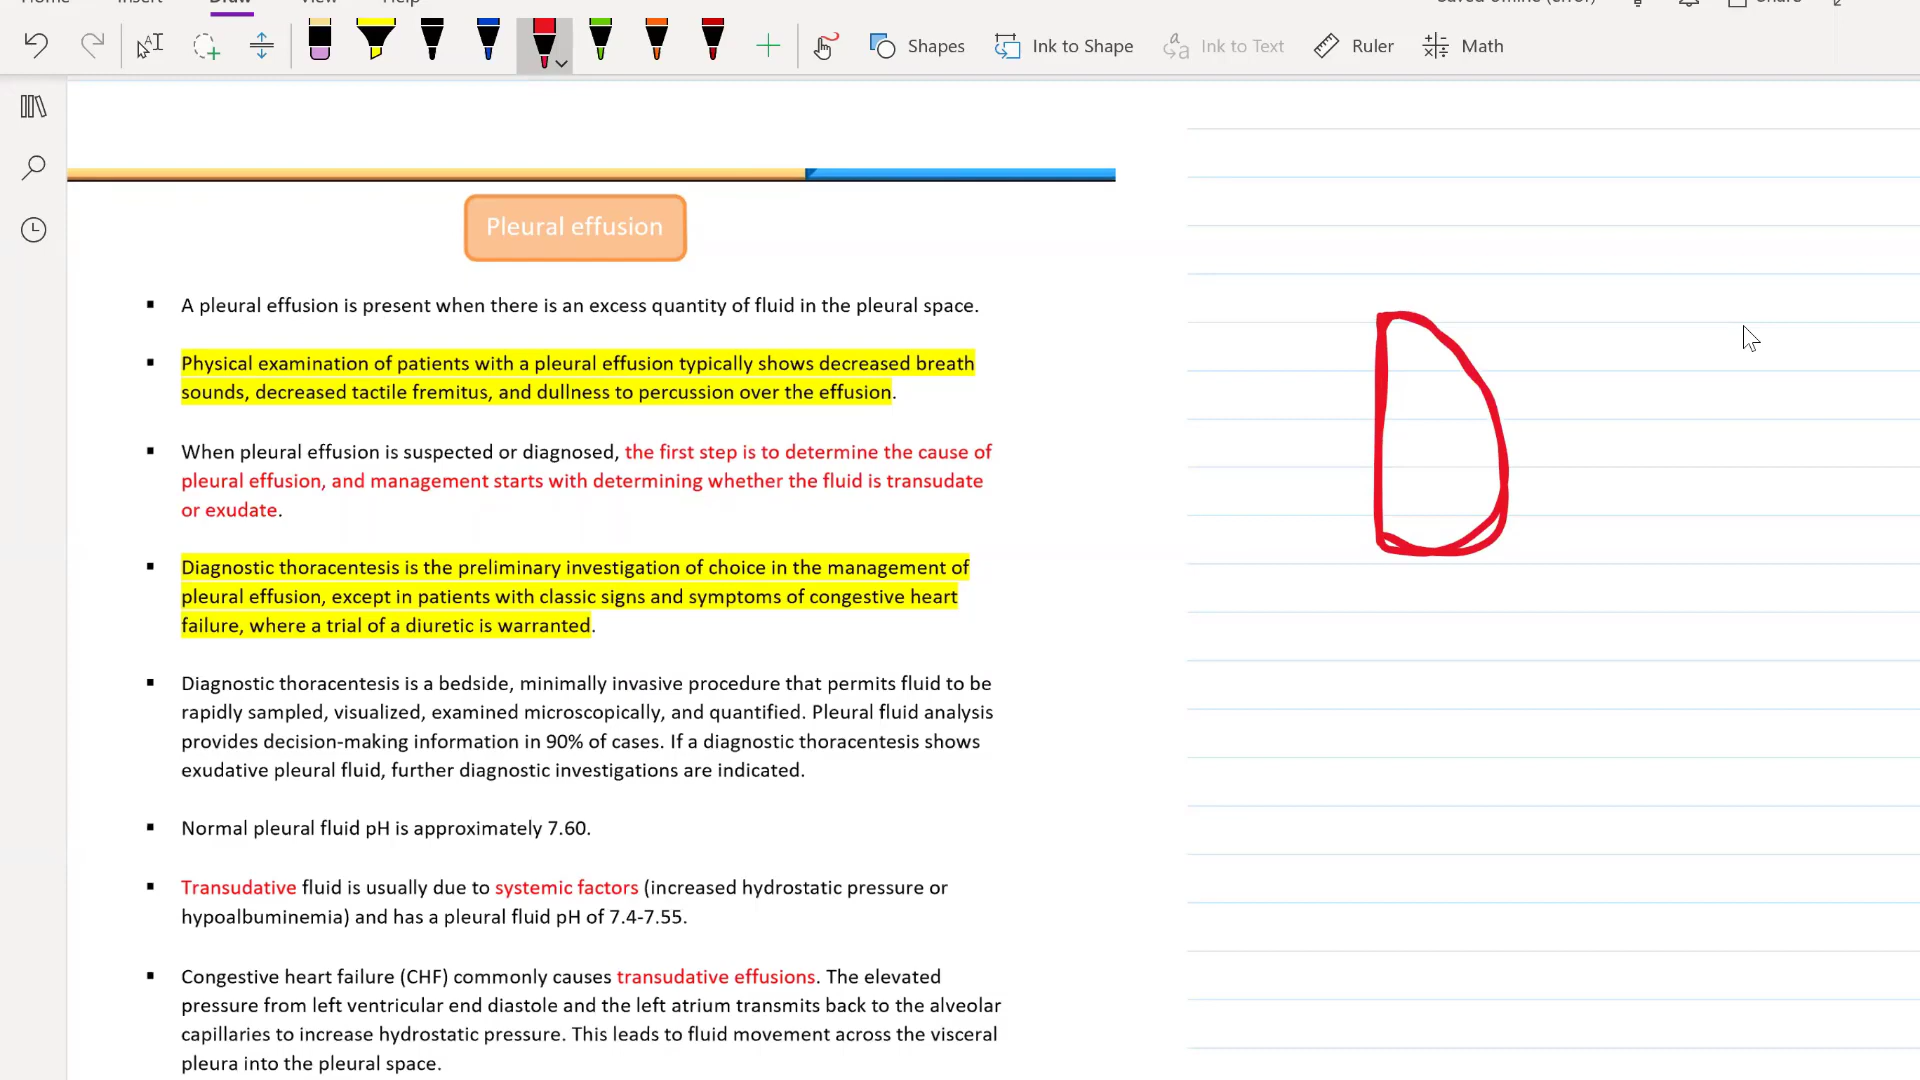 Home Insert Draw View Help Saved online (error) Share
Shapes Ink to Shape Ink to Text Ruler Math
Pleural effusion
▪ A pleural effusion is present when there is an excess quantity of fluid in the pleural space.
▪ Physical examination of patients with a pleural effusion typically shows decreased breath
sounds, decreased tactile fremitus, and dullness to percussion over the effusion.
▪ When pleural effusion is suspected or diagnosed, the first step is to determine the cause of
pleural effusion, and management starts with determining whether the fluid is transudate
or exudate.
▪ Diagnostic thoracentesis is the preliminary investigation of choice in the management of
pleural effusion, except in patients with classic signs and symptoms of congestive heart
failure, where a trial of a diuretic is warranted.
▪ Diagnostic thoracentesis is a bedside, minimally invasive procedure that permits fluid to be
rapidly sampled, visualized, examined microscopically, and quantified. Pleural fluid analysis
provides decision-making information in 90% of cases. If a diagnostic thoracentesis shows
exudative pleural fluid, further diagnostic investigations are indicated.
▪ Normal pleural fluid pH is approximately 7.60.
▪ Transudative fluid is usually due to systemic factors (increased hydrostatic pressure or
hypoalbuminemia) and has a pleural fluid pH of 7.4-7.55.
▪ Congestive heart failure (CHF) commonly causes transudative effusions. The elevated
pressure from left ventricular end diastole and the left atrium transmits back to the alveolar
capillaries to increase hydrostatic pressure. This leads to fluid movement across the visceral
pleura into the pleural space.